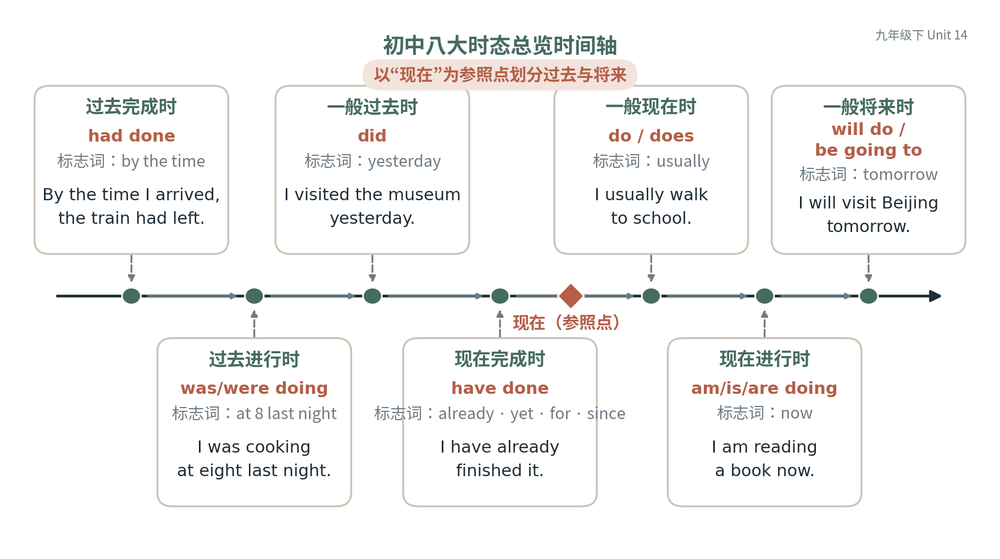 初中八大时态总览时间轴
九年级下 Unit 14
以“现在”为参照点划分过去与将来
过去完成时
had done
标志词：by the time
By the time I arrived,
the train had left.
一般过去时
did
标志词：yesterday
I visited the museum
yesterday.
一般现在时
do / does
标志词：usually
I usually walk
to school.
一般将来时
will do /
be going to
标志词：tomorrow
I will visit Beijing
tomorrow.
现在（参照点）
过去进行时
was/were doing
标志词：at 8 last night
I was cooking
at eight last night.
现在完成时
have done
标志词：already · yet · for · since
I have already
finished it.
现在进行时
am/is/are doing
标志词：now
I am reading
a book now.